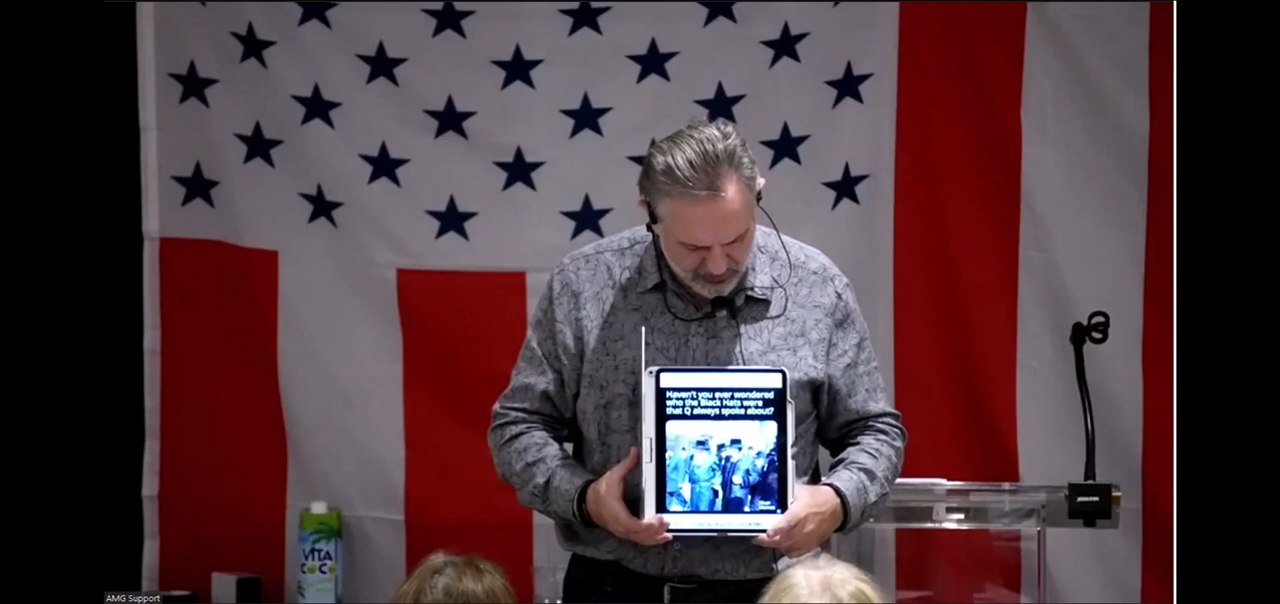 Haven't you ever wondered
who the Black Hats were
that Q always spoke about?
VITA
COCO
AMG Support